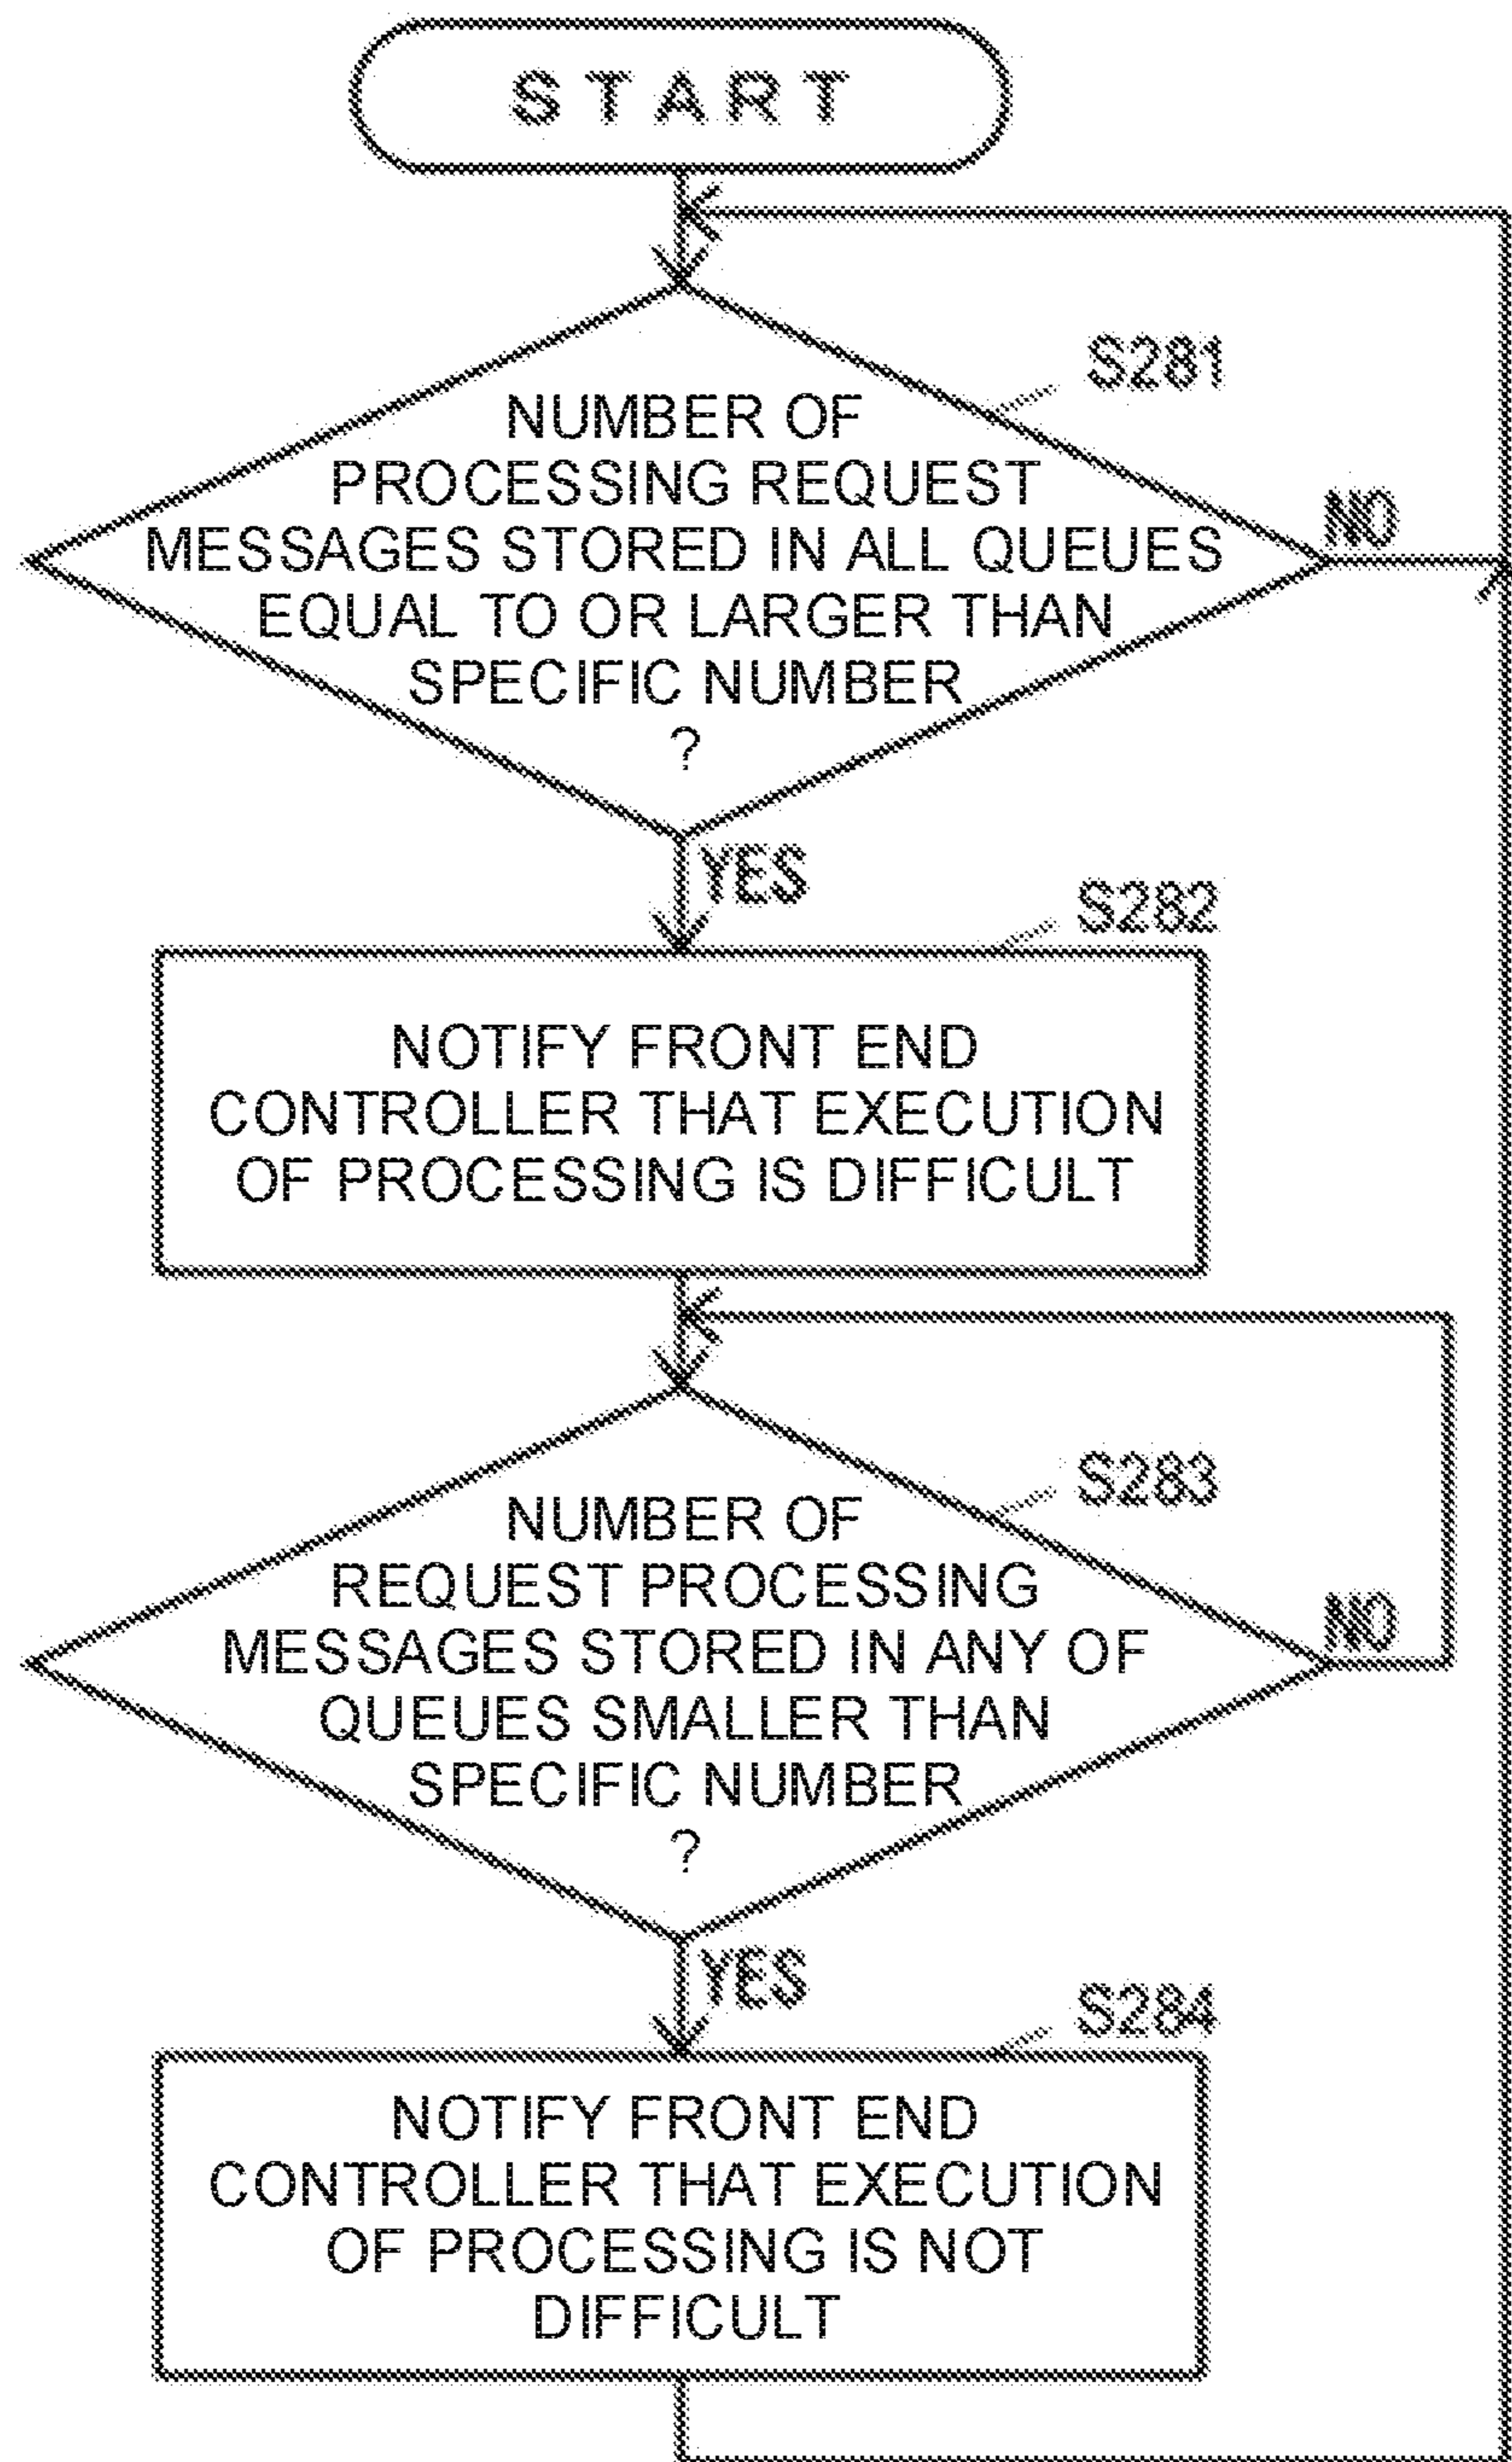 START
S281
NUMBER OF
PROCESSING REQUEST
MESSAGES STORED IN ALL QUEUES
EQUAL TO OR LARGER THAN
SPECIFIC NUMBER
?
NO
YES
S282
NOTIFY FRONT END
CONTROLLER THAT EXECUTION
OF PROCESSING IS DIFFICULT
S283
NUMBER OF
REQUEST PROCESSING
MESSAGES STORED IN ANY OF
QUEUES SMALLER THAN
SPECIFIC NUMBER
?
NO
YES
S284
NOTIFY FRONT END
CONTROLLER THAT EXECUTION
OF PROCESSING IS NOT
DIFFICULT